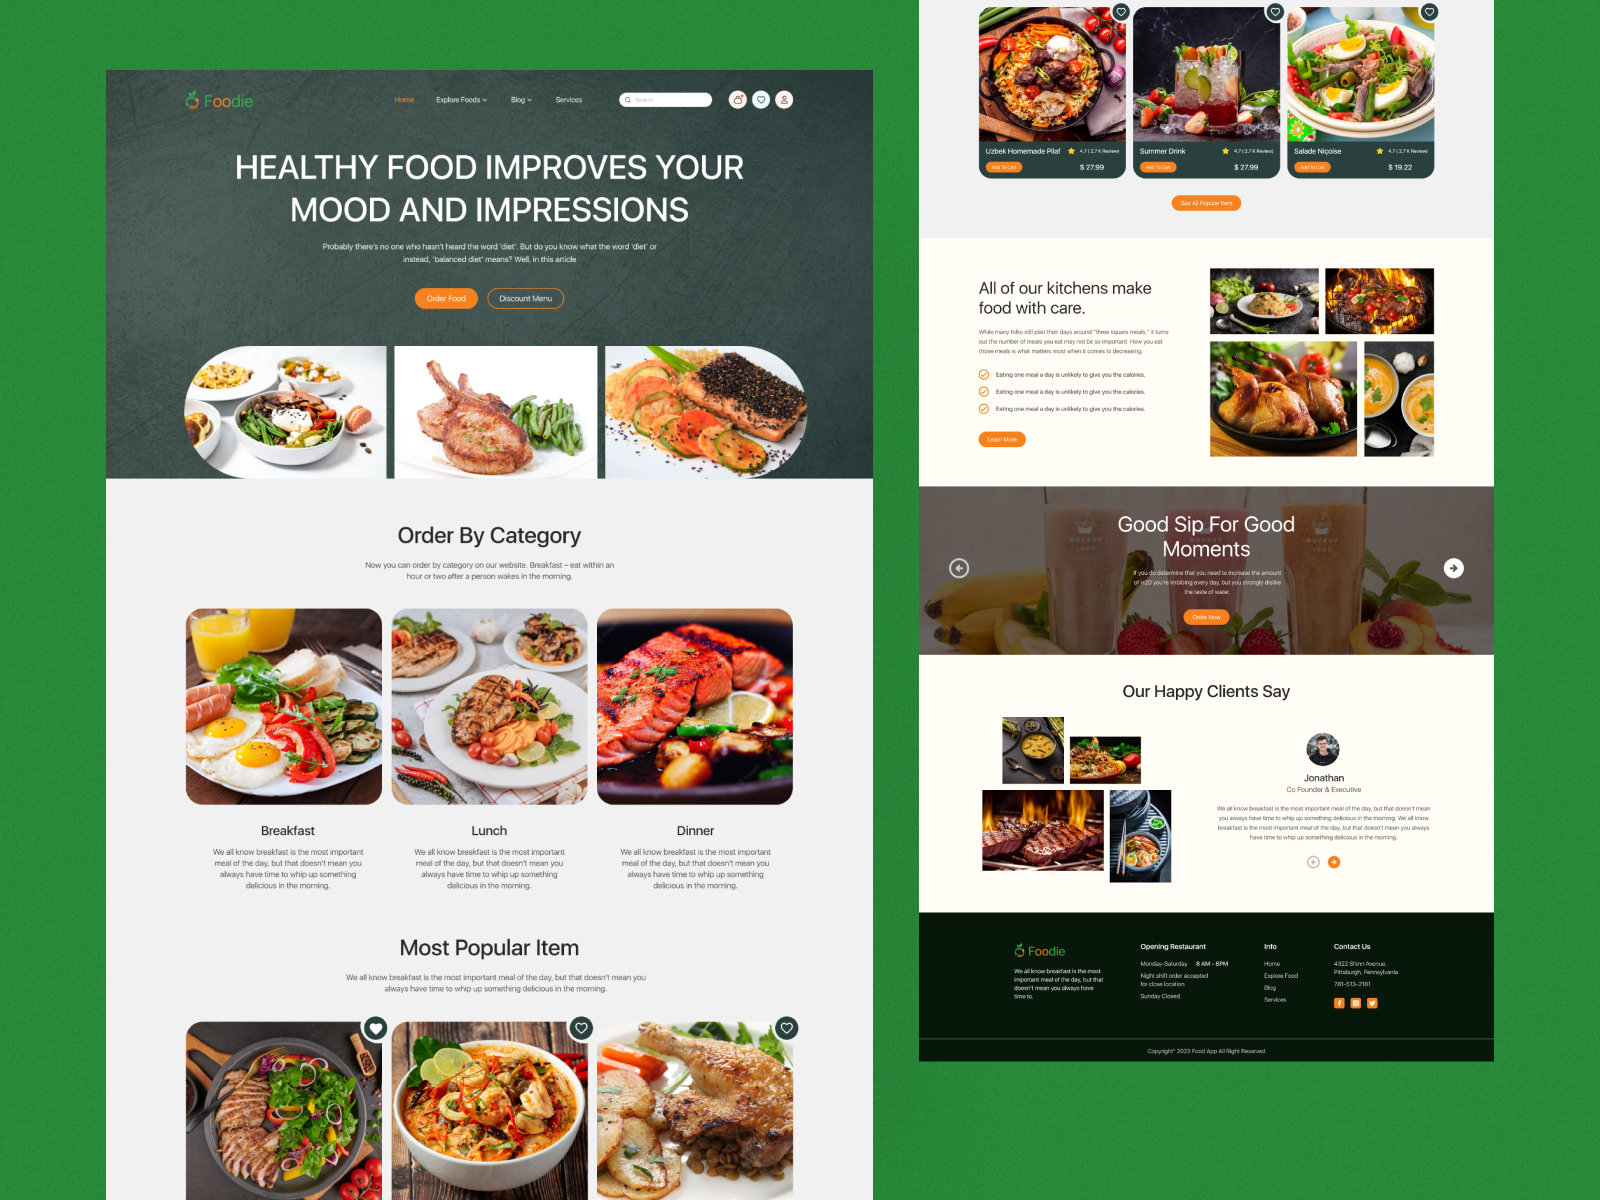 Foodie
Home
Explore Foods
Blog
Services
Search
HEALTHY FOOD IMPROVES YOUR
MOOD AND IMPRESSIONS
Probably there's no one who hasn't heard the word 'diet'. But do you know what the word 'diet' or
instead, 'balanced diet' means? Well, in this article
Order Food
Discount Menu
Order By Category
Now you can order by category on our website. Breakfast – eat within an
hour or two after a person wakes in the morning.
Breakfast
We all know breakfast is the most important
meal of the day, but that doesn't mean you
always have time to whip up something
delicious in the morning.
Lunch
We all know breakfast is the most important
meal of the day, but that doesn't mean you
always have time to whip up something
delicious in the morning.
Dinner
We all know breakfast is the most important
meal of the day, but that doesn't mean you
always have time to whip up something
delicious in the morning.
Most Popular Item
We all know breakfast is the most important meal of the day, but that doesn't mean you
always have time to whip up something delicious in the morning.
Uzbek Homemade Pilaf
4.7 ( 2.7 K Review)
Add To Cart
$ 27.99
Summer Drink
4.7 ( 2.7 K Review)
Add To Cart
$ 27.99
Salade Niçoise
4.7 ( 2.7 K Review)
Add To Cart
$ 19.22
See All Popular Item
All of our kitchens make
food with care.
While many folks still plan their days around "three square meals," it turns
out the number of meals you eat may not be so important. How you eat
those meals is what matters most when it comes to decreasing.
Eating one meal a day is unlikely to give you the calories.
Eating one meal a day is unlikely to give you the calories.
Eating one meal a day is unlikely to give you the calories.
Learn More
MOCKUP
MOCKUP
MOCKUP
Good Sip For Good
Moments
If you do determine that you need to increase the amount
of H2O you're imbibing every day, but you strongly dislike
the taste of water,
Order Now
Our Happy Clients Say
Jonathan
Co Founder & Executive
We all know breakfast is the most important meal of the day, but that doesn't mean
you always have time to whip up something delicious in the morning. We all know
breakfast is the most important meal of the day, but that doesn't mean you always
have time to whip up something delicious in the morning.
Foodie
We all know breakfast is the most
important meal of the day, but that
doesn't mean you always have
time to.
Opening Restaurant
Monday-Saturday 8 AM - 8PM
Night shift order accepted
for close location
Sunday Closed
Info
Home
Explore Food
Blog
Services
Contact Us
4322 Shinn Avenue,
Pittsburgh, Pennsylvania
781-513-2181
Copyright® 2023 Food App All Right Reserved